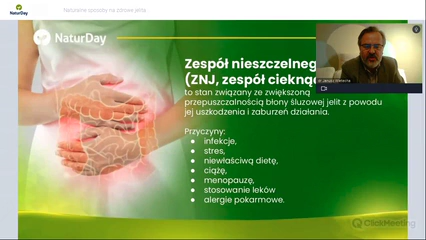 NaturDay
Naturalne sposoby na zdrowe jelita
NaturDay
Zespół nieszczelneg
(ZNJ, zespół ciekną
to stan związany ze zwiększoną
przepuszczalnością błony śluzowej jelit z powodu
jej uszkodzenia i zaburzeń działania.
Przyczyny:
infekcje,
stres,
niewłaściwą dietę,
ciążę,
menopauzę,
stosowanie leków
alergie pokarmowe.
ClickMeeting